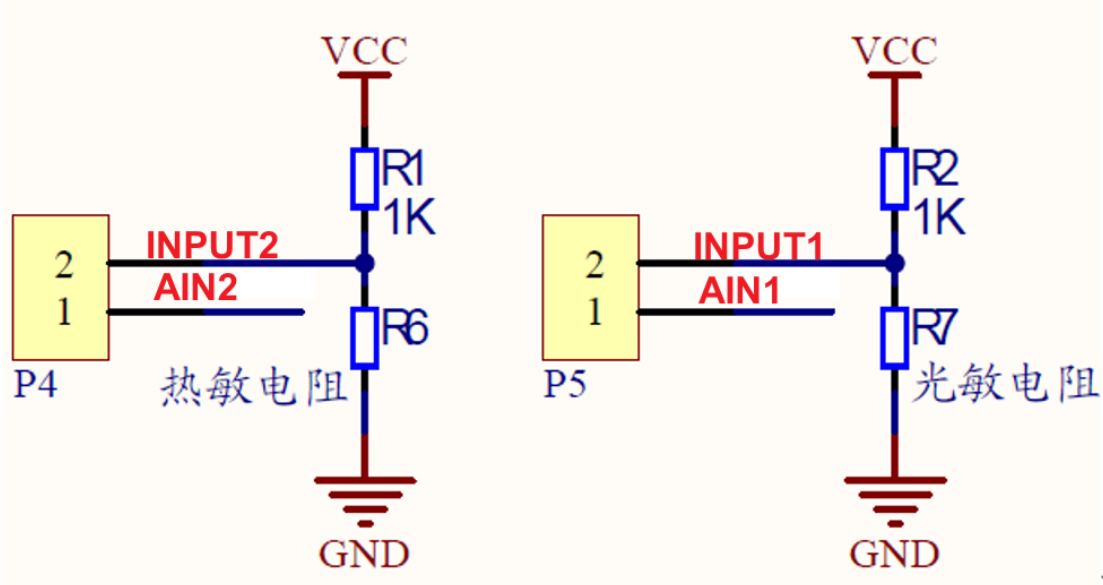 VCC
R1
1K
INPUT2
2
AIN2
1
R6
P4
热敏电阻
GND
VCC
R2
1K
INPUT1
2
AIN1
1
R7
P5
光敏电阻
GND